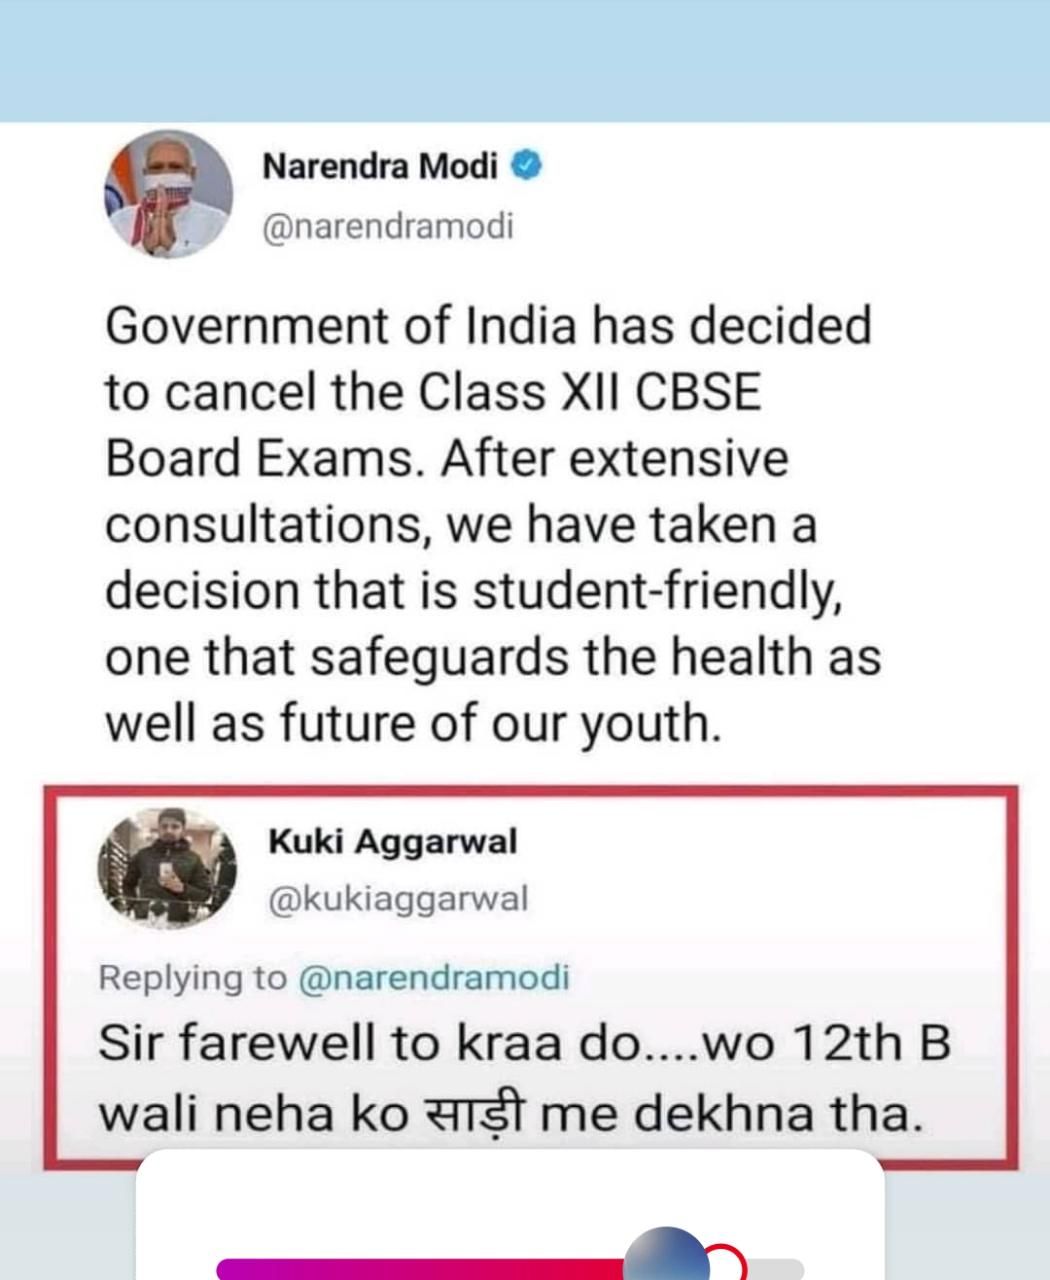 Narendra Modi
@narendramodi
Government of India has decided
to cancel the Class XII CBSE
Board Exams. After extensive
consultations, we have taken a
decision that is student-friendly,
one that safeguards the health as
well as future of our youth.
Kuki Aggarwal
@kukiaggarwal
Replying to @narendramodi
Sir farewell to kraa do....wo 12th B
wali neha ko साड़ी me dekhna tha.